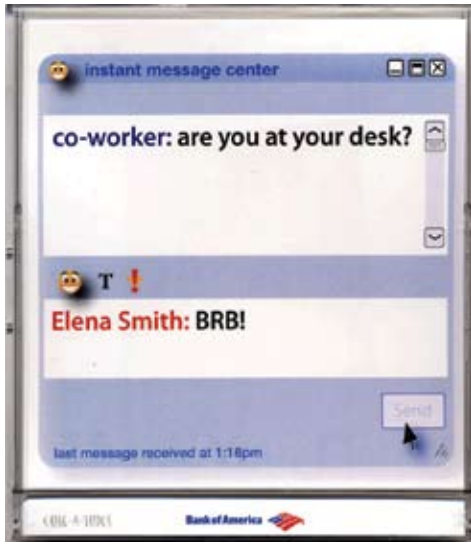 instant message center
co-worker: are you at your desk?
T !
Elena Smith: BRB!
Send
last message received at 1:16pm
Bank of America